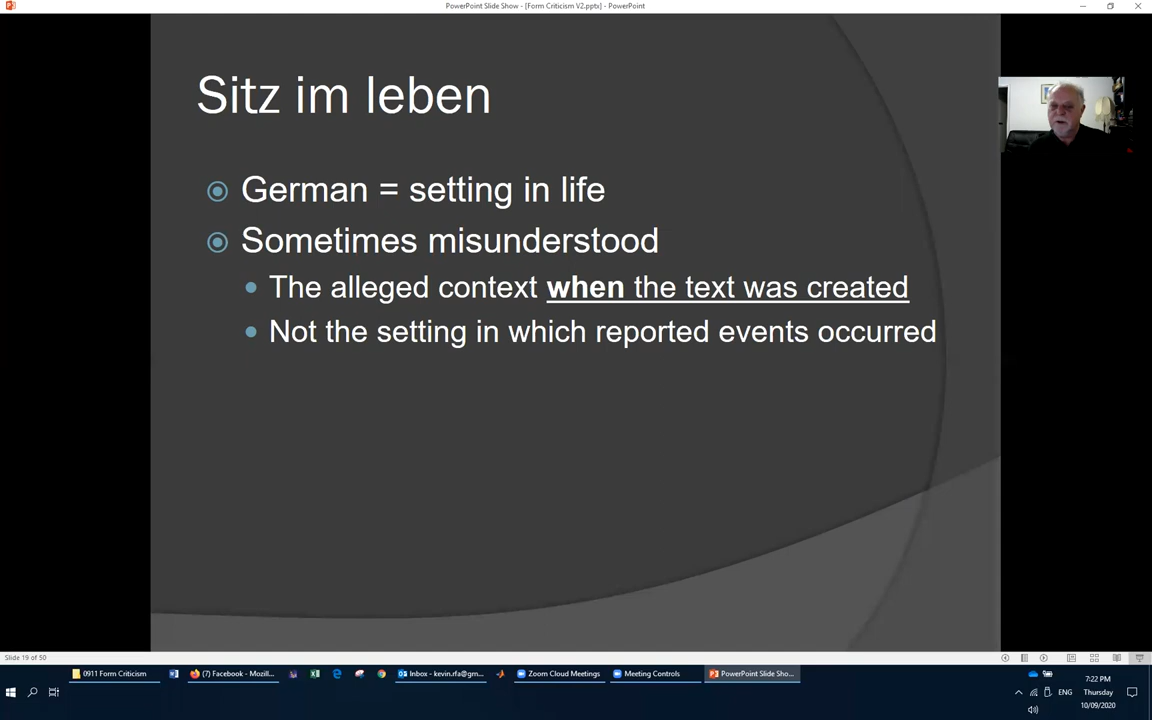 PowerPoint Slide Show - [Form Criticism V2.pptx] - PowerPoint
Sitz im leben
German = setting in life
Sometimes misunderstood
The alleged context when the text was created
Not the setting in which reported events occurred
Slide 19 of 50
0911 Form Criticism
(7) Facebook - Mozill...
Inbox - kevin.rfa@gm...
Zoom Cloud Meetings
Meeting Controls
PowerPoint Slide Sho...
ENG
7:22 PM
Thursday
10/09/2020